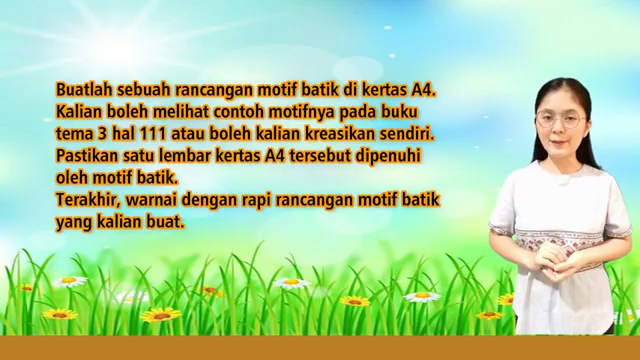 Buatlah sebuah rancangan motif batik di kertas A4.
Kalian boleh melihat contoh motifnya pada buku
tema 3 hal 111 atau boleh kalian kreasikan sendiri.
Pastikan satu lembar kertas A4 tersebut dipenuhi
oleh motif batik.
Terakhir, warnai dengan rapi rancangan motif batik
yang kalian buat.